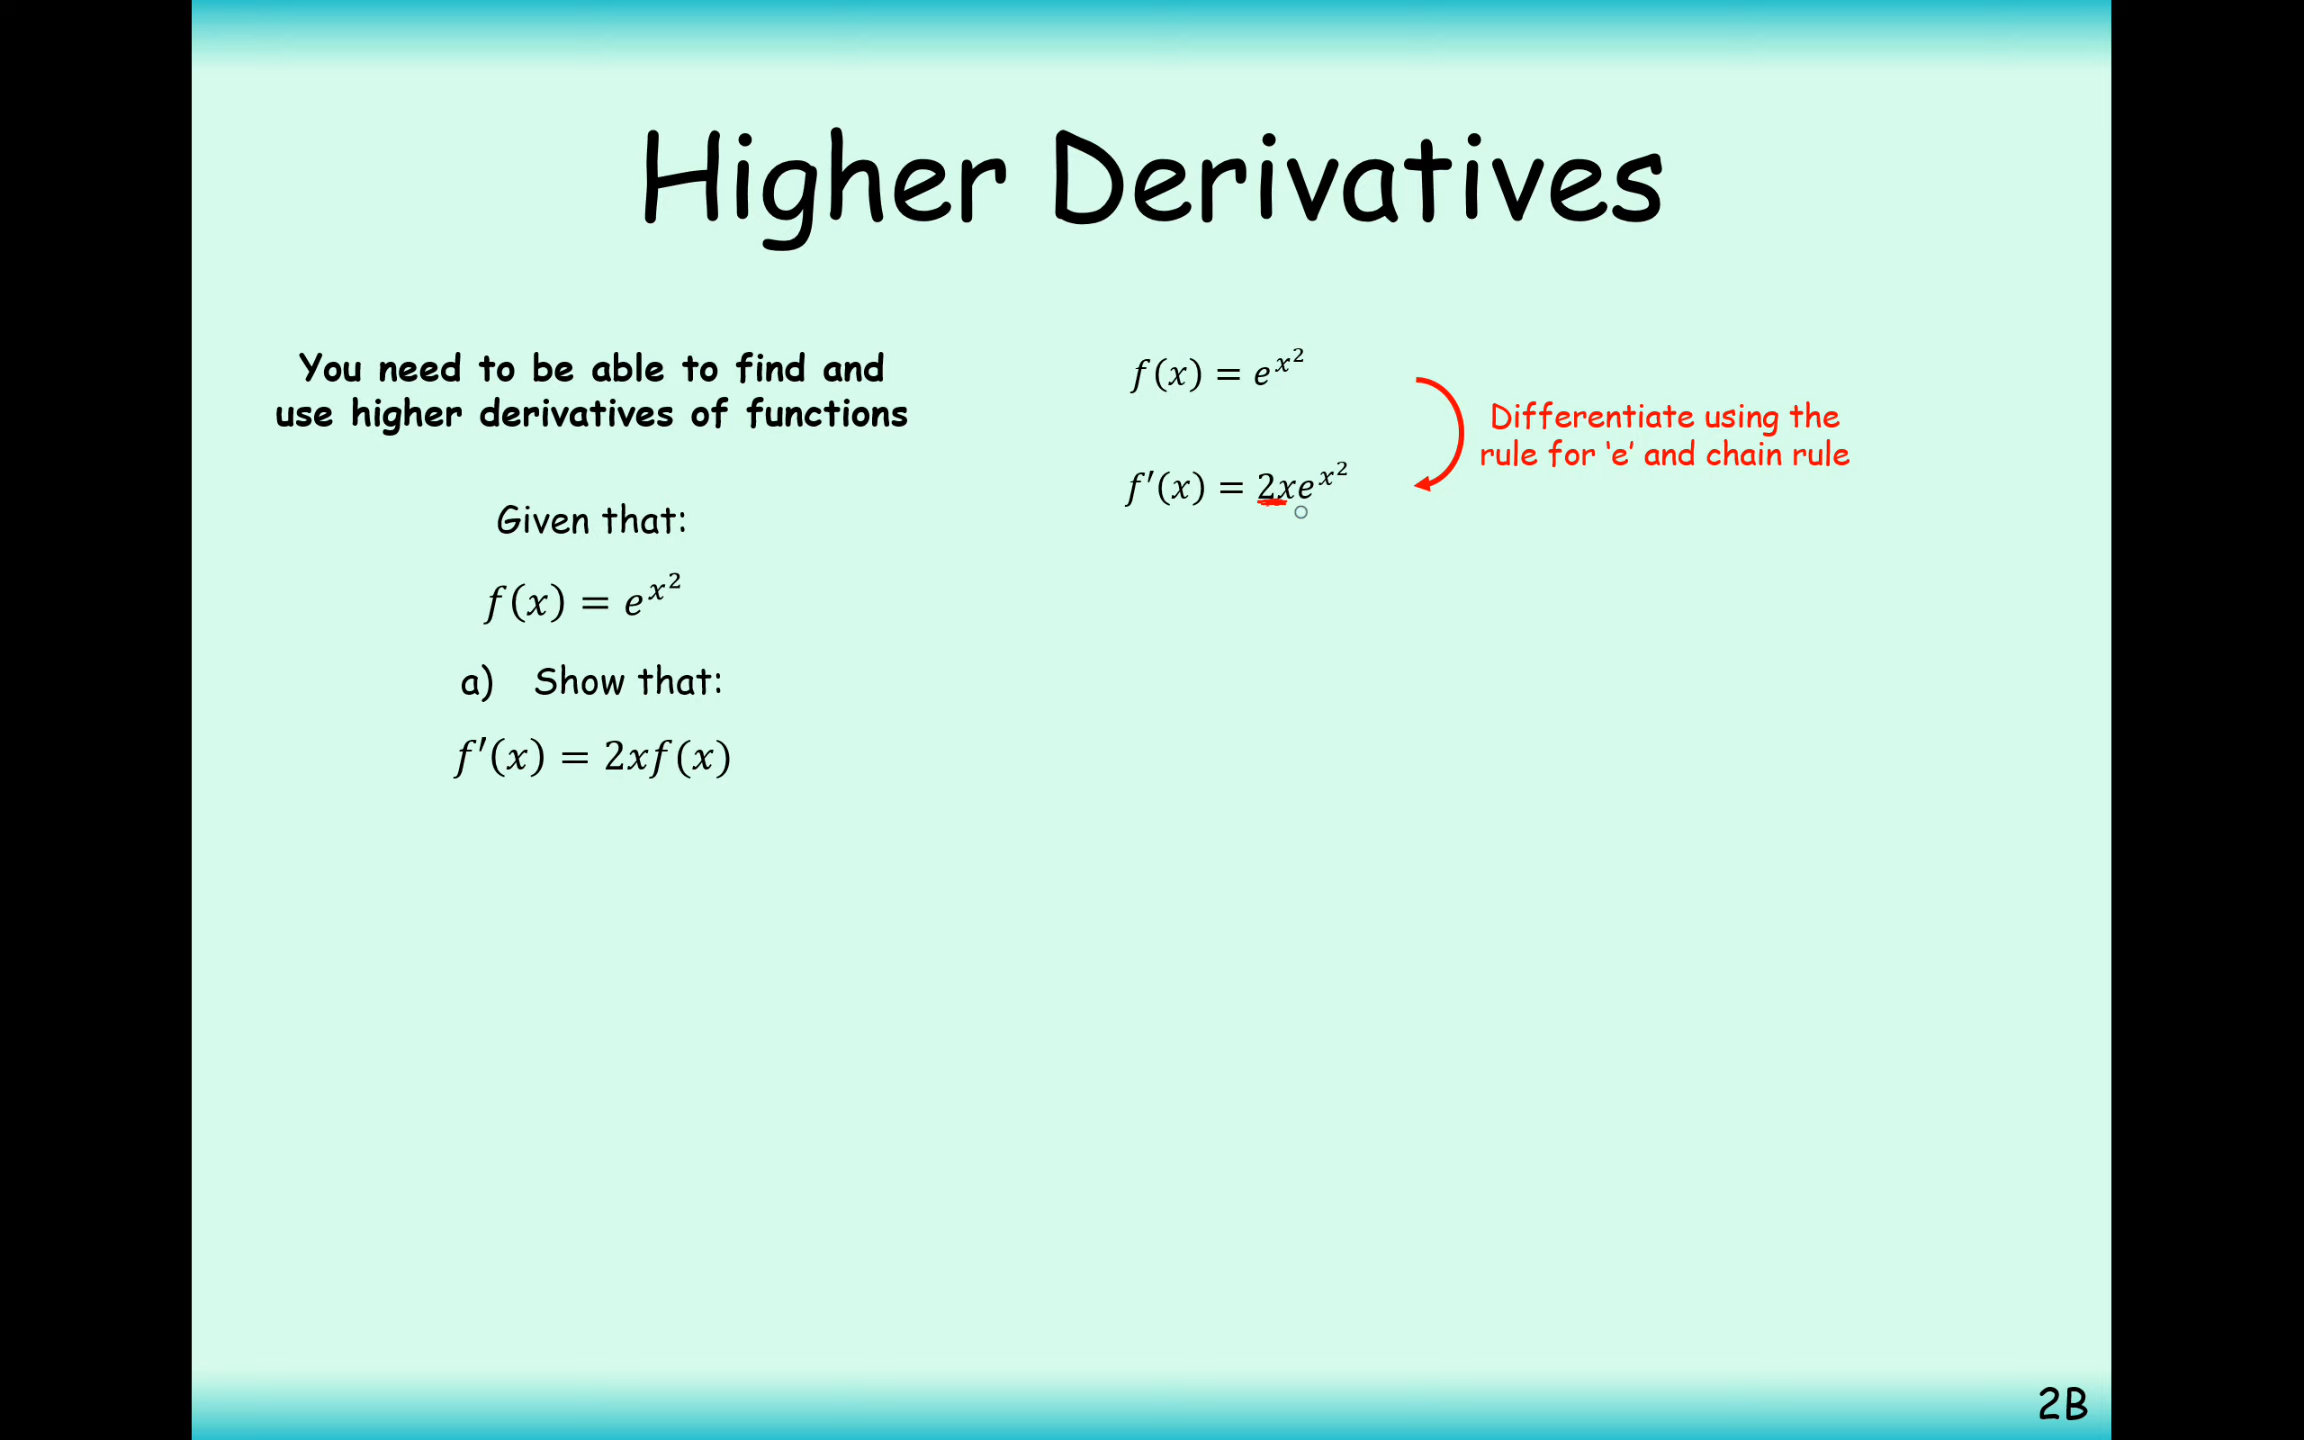 Higher Derivatives
You need to be able to find and
use higher derivatives of functions
Given that:
f(x) = e^{x^2}
a) Show that:
f′(x) = 2xf(x)
f(x) = e^{x^2}
f′(x) = 2xe^{x^2}
Differentiate using the
rule for ‘e’ and chain rule
2B